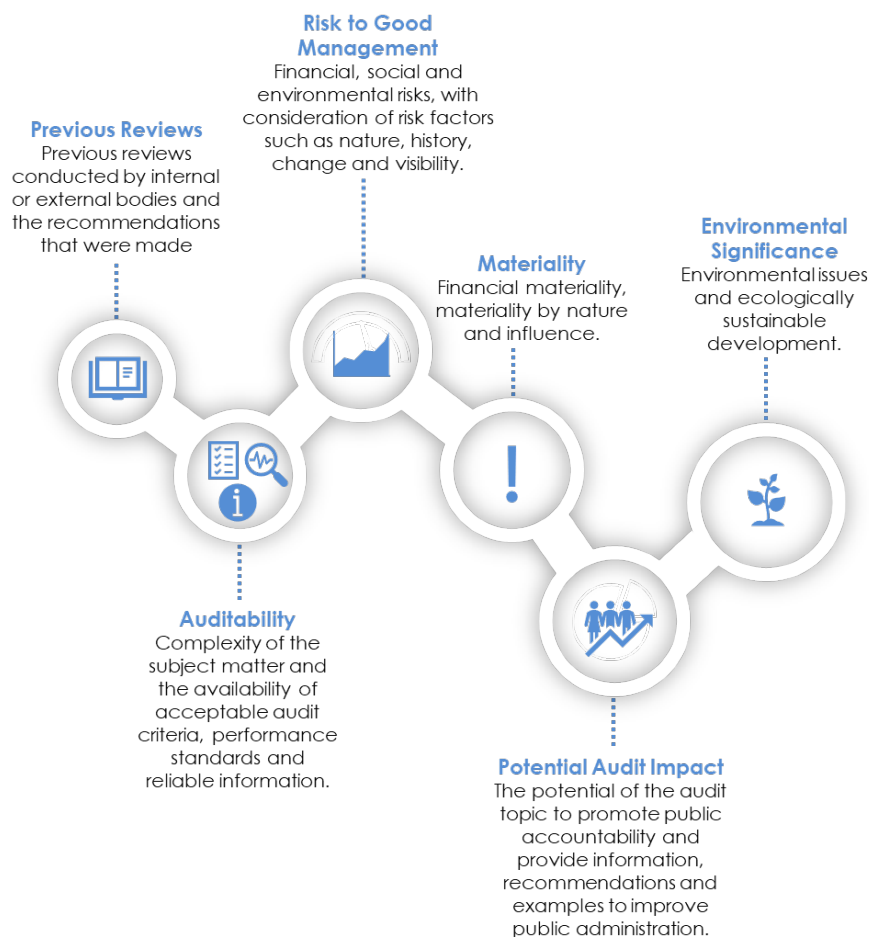 Previous Reviews
Previous reviews
conducted by internal
or external bodies and
the recommendations
that were made
Auditability
Complexity of the
subject matter and
the availability of
acceptable audit
criteria, performance
standards and
reliable information.
Risk to Good
Management
Financial, social and
environmental risks, with
consideration of risk factors
such as nature, history,
change and visibility.
Materiality
Financial materiality,
materiality by nature
and influence.
Potential Audit Impact
The potential of the audit
topic to promote public
accountability and
provide information,
recommendations and
examples to improve
public administration.
Environmental
Significance
Environmental issues
and ecologically
sustainable
development.